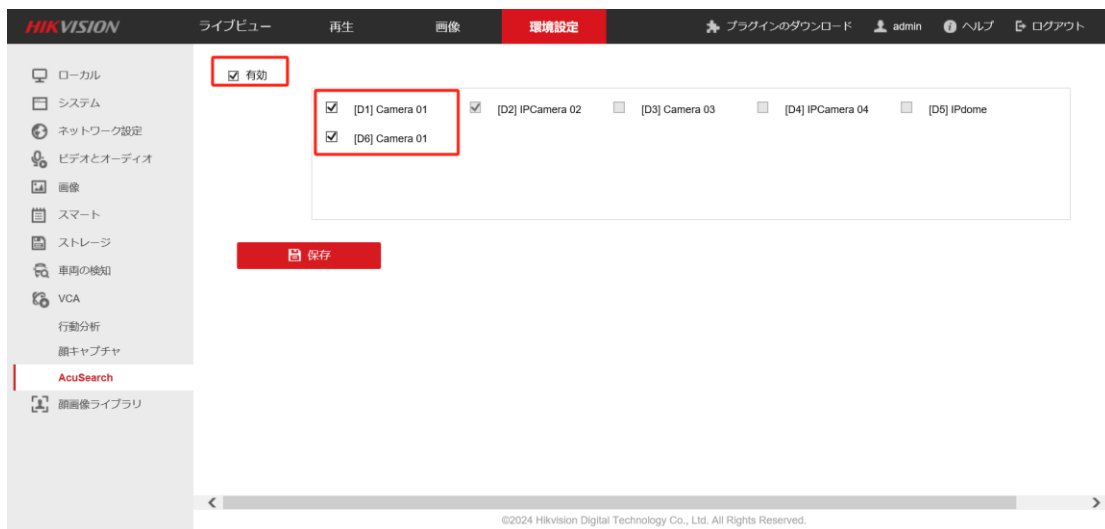 HIKVISION ライブビュー 再生 画像 環境設定 プラグインのダウンロード admin ヘルプ ログアウト
ローカル
システム
ネットワーク設定
ビデオとオーディオ
画像
スマート
ストレージ
車両の検知
VCA
行動分析
顔キャプチャ
AcuSearch
顔画像ライブラリ
有効
[D1] Camera 01 [D2] IPCamera 02 [D3] Camera 03 [D4] IPCamera 04 [D5] IPdome
[D6] Camera 01
保存
©2024 Hikvision Digital Technology Co., Ltd. All Rights Reserved.